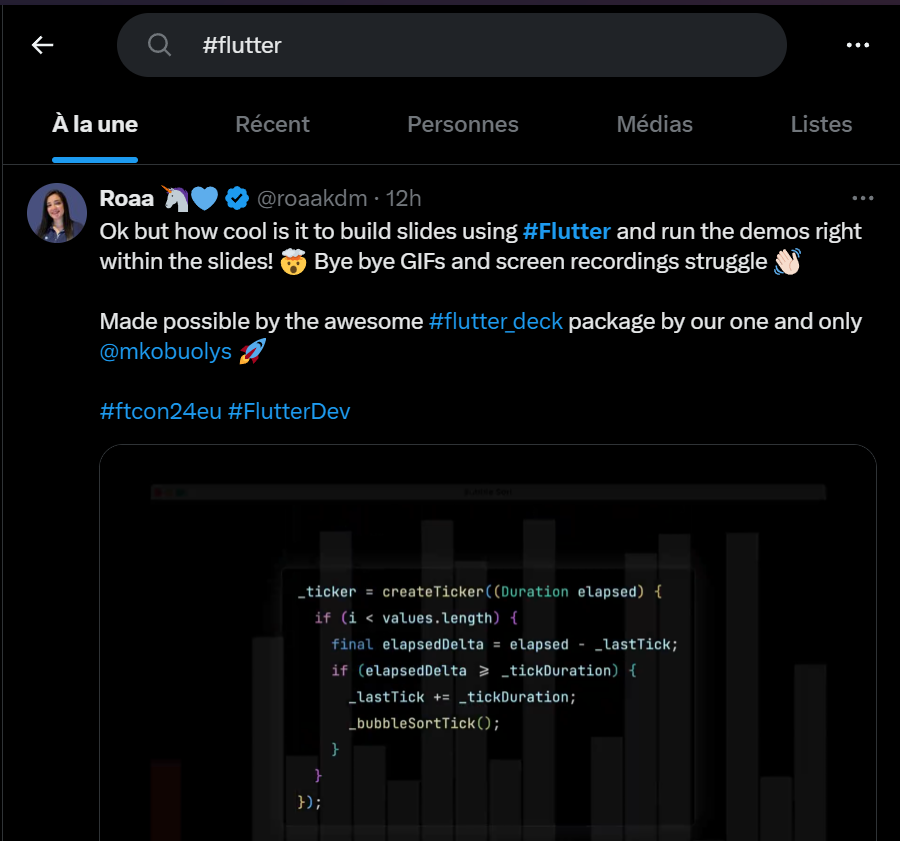 #flutter
À la une
Récent
Personnes
Médias
Listes
Roaa 🦄💙 @roaakdm · 12h
Ok but how cool is it to build slides using #Flutter and run the demos right
within the slides! 🤯 Bye bye GIFs and screen recordings struggle 👋🏻
Made possible by the awesome #flutter_deck package by our one and only
@mkobuolys 🚀
#ftcon24eu #FlutterDev
_ticker = createTicker((Duration elapsed) {
if (i < values.length) {
final elapsedDelta = elapsed - _lastTick;
if (elapsedDelta ⩾ _tickDuration) {
_lastTick += _tickDuration;
_bubbleSortTick();
}
}
});